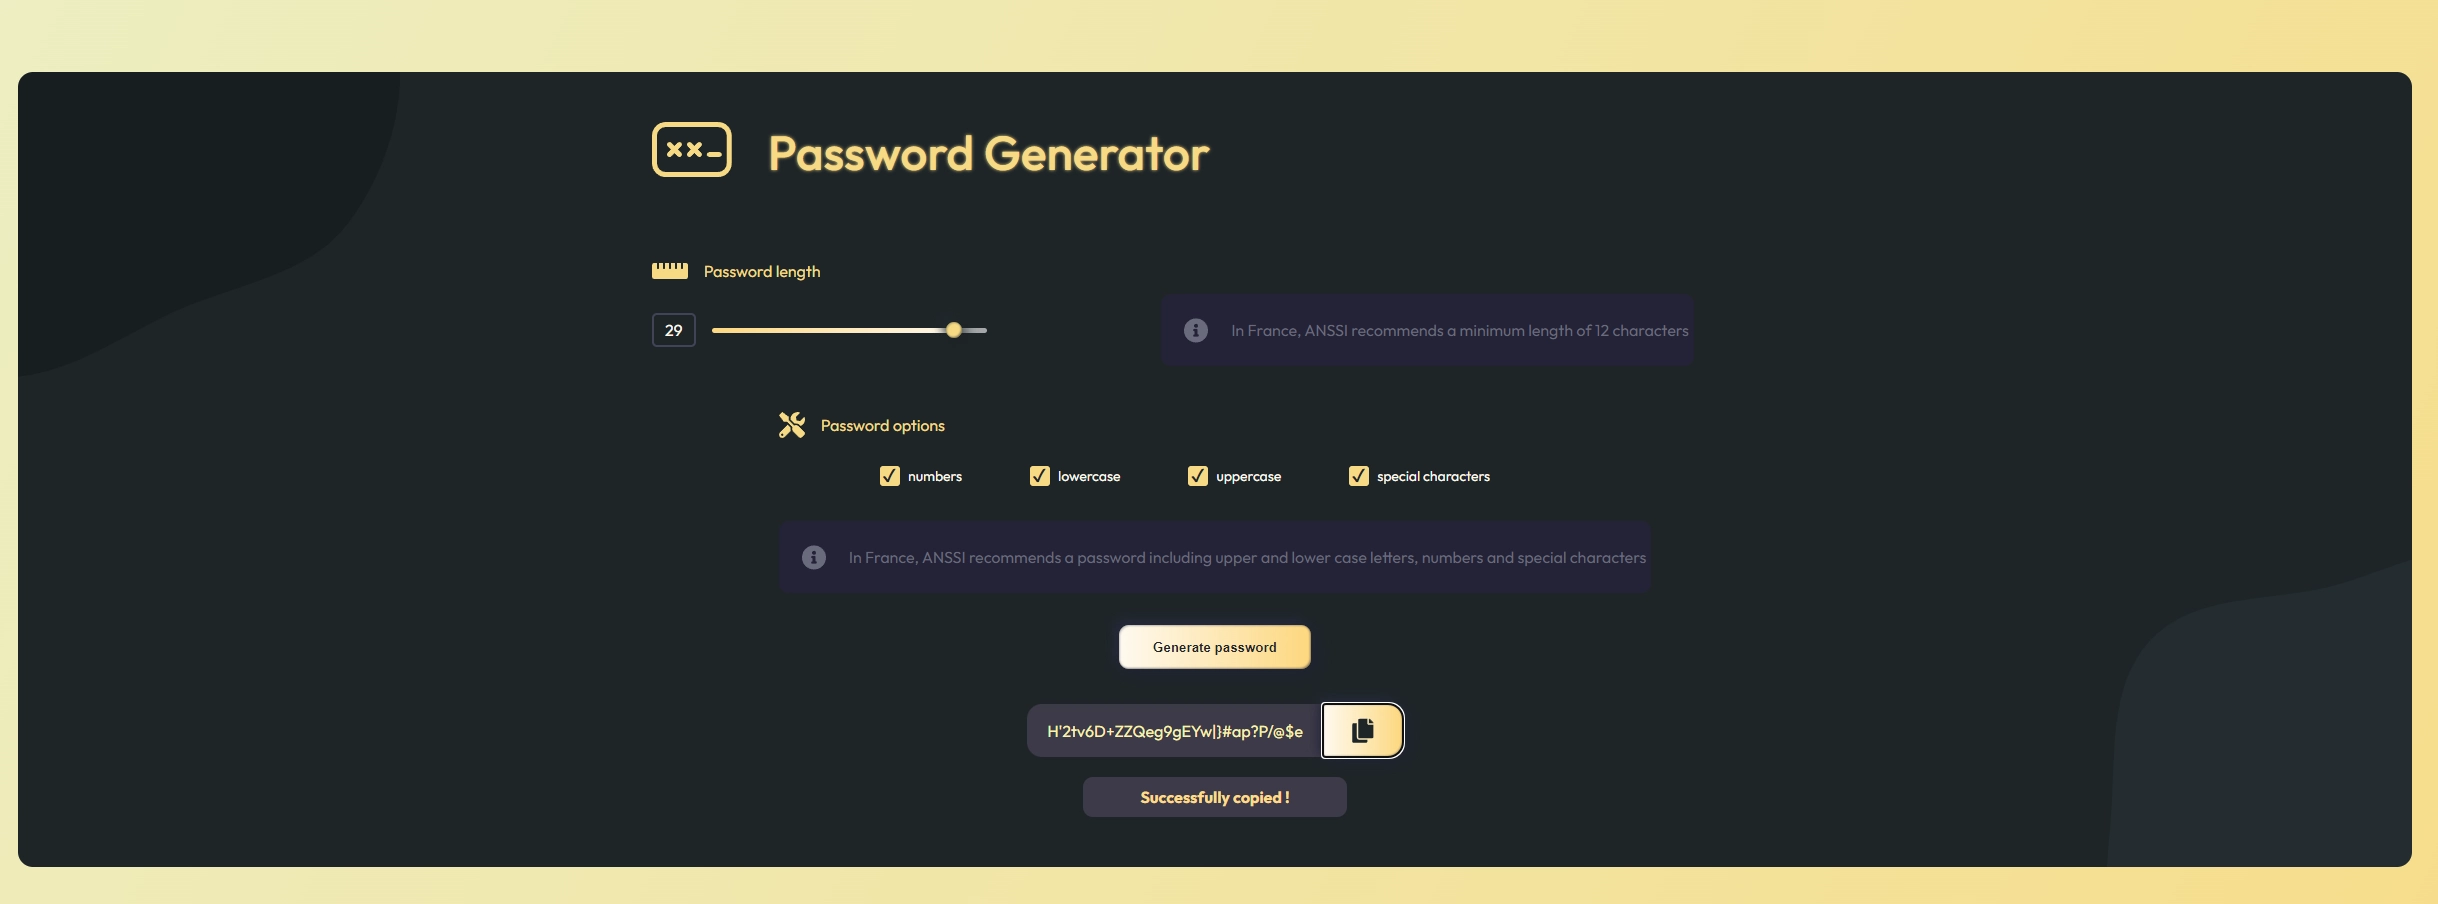 Password Generator
Password length
29
In France, ANSSI recommends a minimum length of 12 characters
Password options
numbers
lowercase
uppercase
special characters
In France, ANSSI recommends a password including upper and lower case letters, numbers and special characters
Generate password
H'2tv6D+ZZQeg9gEYw|}#ap?P/@$e
Successfully copied !